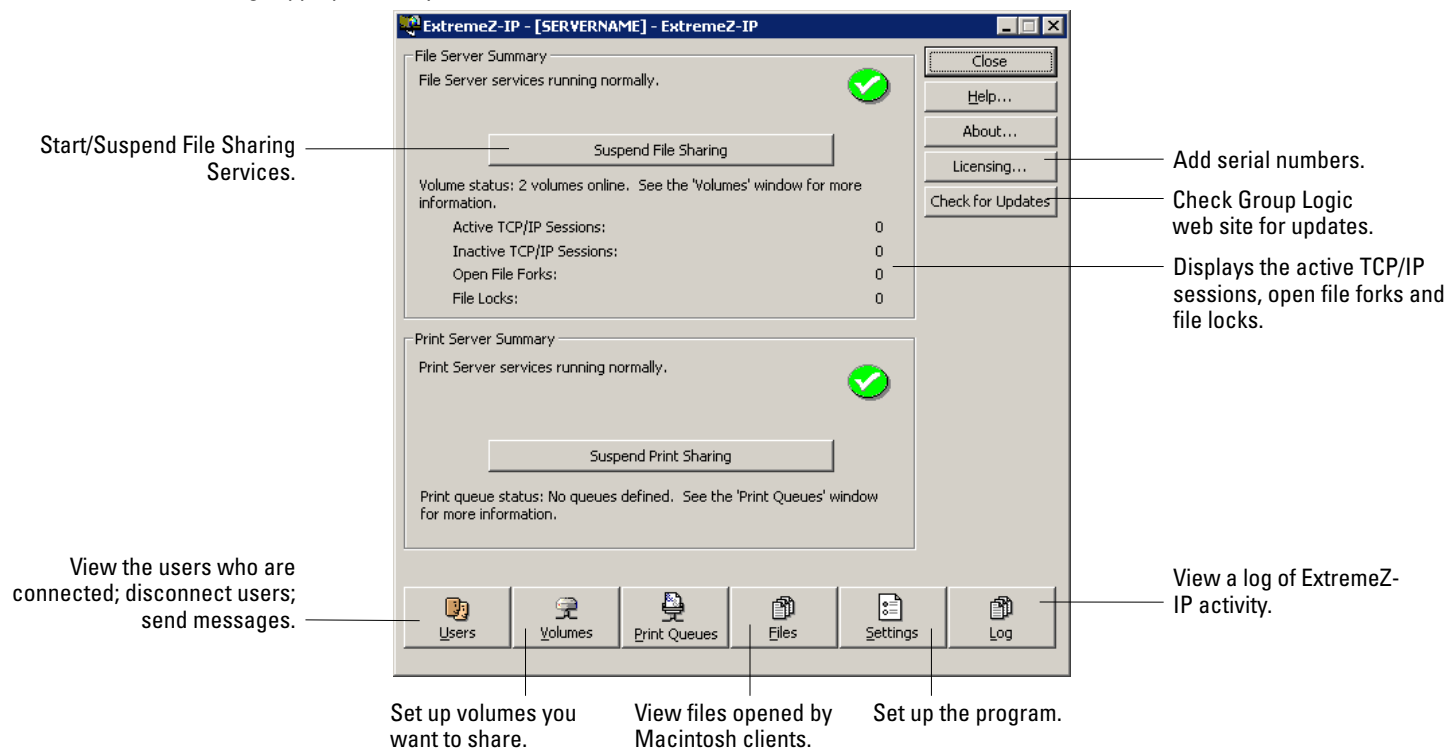 ExtremeZ-IP - [SERVERNAME] - ExtremeZ-IP
File Server Summary
File Server services running normally.
Suspend File Sharing
Volume status: 2 volumes online. See the 'Volumes' window for more
information.
Active TCP/IP Sessions: 0
Inactive TCP/IP Sessions: 0
Open File Forks: 0
File Locks: 0
Print Server Summary
Print Server services running normally.
Suspend Print Sharing
Print queue status: No queues defined. See the 'Print Queues' window
for more information.
Close
Help...
About...
Licensing...
Check for Updates
Users
Volumes
Print Queues
Files
Settings
Log
Start/Suspend File Sharing
Services.
View the users who are
connected; disconnect users;
send messages.
Add serial numbers.
Check Group Logic
web site for updates.
Displays the active TCP/IP
sessions, open file forks and
file locks.
View a log of ExtremeZ-
IP activity.
Set up volumes you
want to share.
View files opened by
Macintosh clients.
Set up the program.